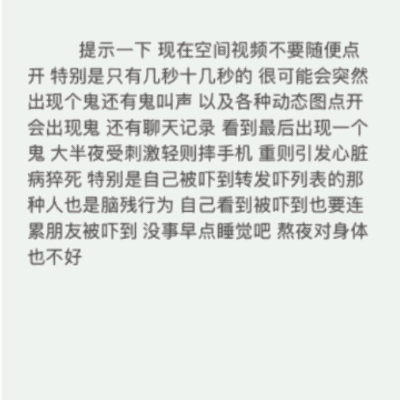 提示一下 现在空间视频不要随便点
开 特别是只有几秒十几秒的 很可能会突然
出现个鬼还有鬼叫声 以及各种动态图点开
会出现鬼 还有聊天记录 看到最后出现一个
鬼 大半夜受刺激轻则摔手机 重则引发心脏
病猝死 特别是自己被吓到转发吓列表的那
种人也是脑残行为 自己看到被吓到也要连
累朋友被吓到 没事早点睡觉吧 熬夜对身体
也不好